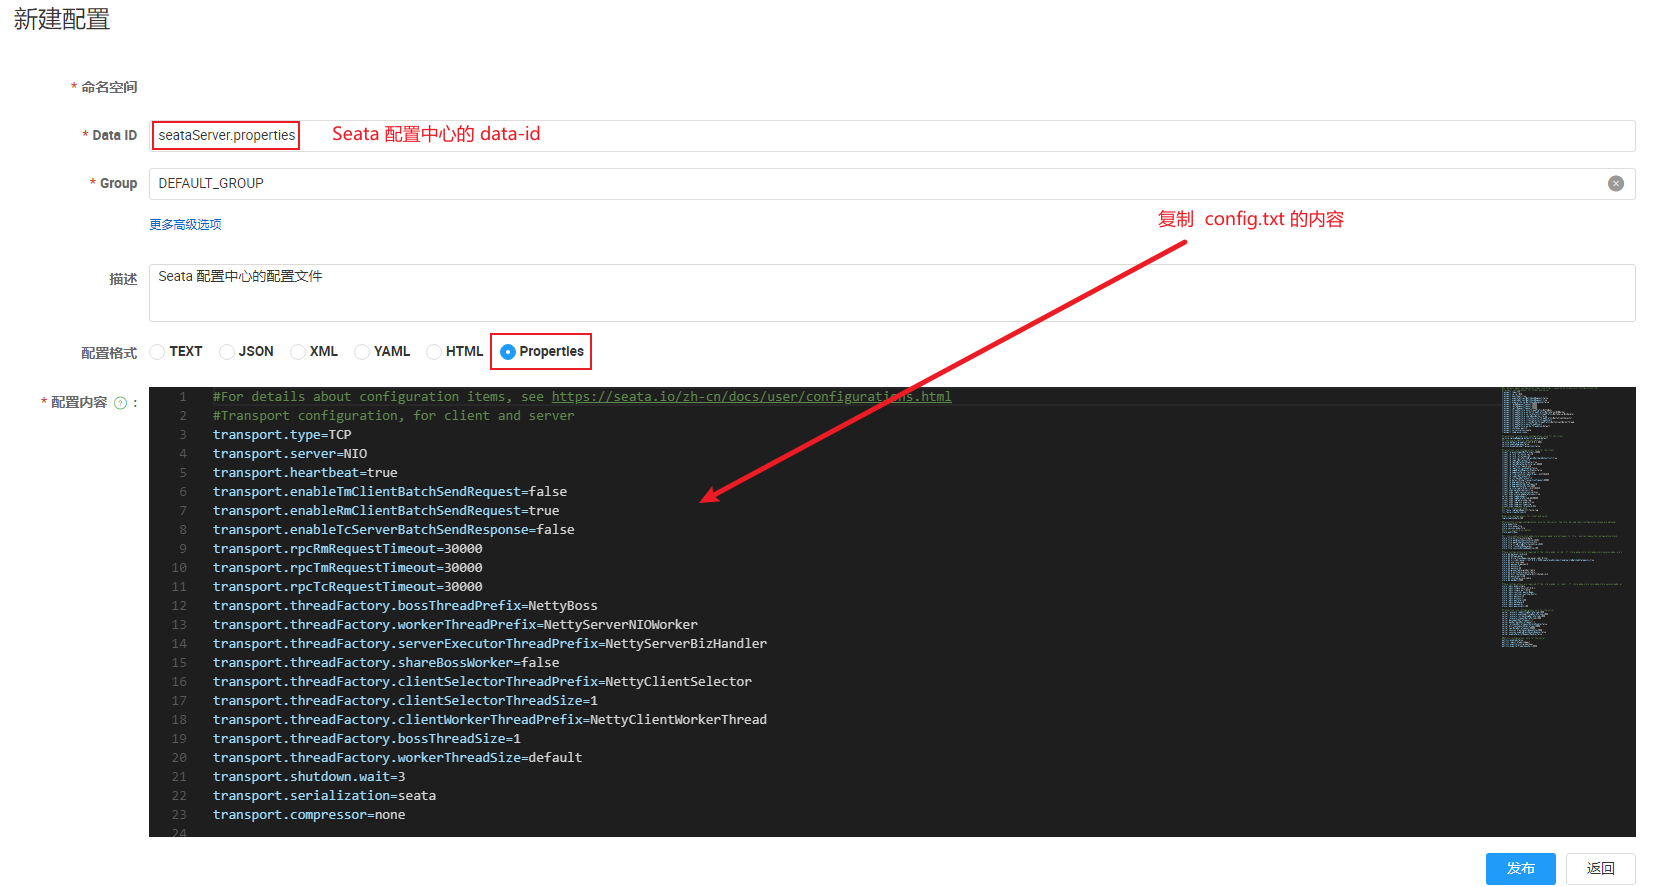 新建配置
* 命名空间
* Data ID seataServer.properties Seata 配置中心的 data-id
* Group DEFAULT_GROUP
更多高级选项
复制 config.txt 的内容
描述 Seata 配置中心的配置文件
配置格式 TEXT JSON XML YAML HTML Properties
* 配置内容 ? :
1 #For details about configuration items, see https://seata.io/zh-cn/docs/user/configurations.html
2 #Transport configuration, for client and server
3 transport.type=TCP
4 transport.server=NIO
5 transport.heartbeat=true
6 transport.enableTmClientBatchSendRequest=false
7 transport.enableRmClientBatchSendRequest=true
8 transport.enableTcServerBatchSendResponse=false
9 transport.rpcRmRequestTimeout=30000
10 transport.rpcTmRequestTimeout=30000
11 transport.rpcTcRequestTimeout=30000
12 transport.threadFactory.bossThreadPrefix=NettyBoss
13 transport.threadFactory.workerThreadPrefix=NettyServerNIOWorker
14 transport.threadFactory.serverExecutorThreadPrefix=NettyServerBizHandler
15 transport.threadFactory.shareBossWorker=false
16 transport.threadFactory.clientSelectorThreadPrefix=NettyClientSelector
17 transport.threadFactory.clientSelectorThreadSize=1
18 transport.threadFactory.clientWorkerThreadPrefix=NettyClientWorkerThread
19 transport.threadFactory.bossThreadSize=1
20 transport.threadFactory.workerThreadSize=default
21 transport.shutdown.wait=3
22 transport.serialization=seata
23 transport.compressor=none
24
发布 返回